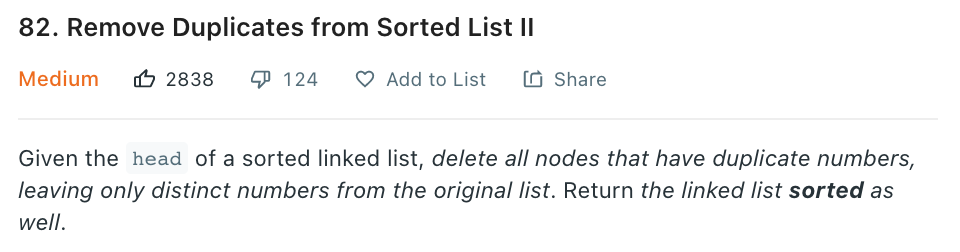 82. Remove Duplicates from Sorted List II
Medium 2838 124 Add to List Share
Given the head of a sorted linked list, delete all nodes that have duplicate numbers,
leaving only distinct numbers from the original list. Return the linked list sorted as
well.